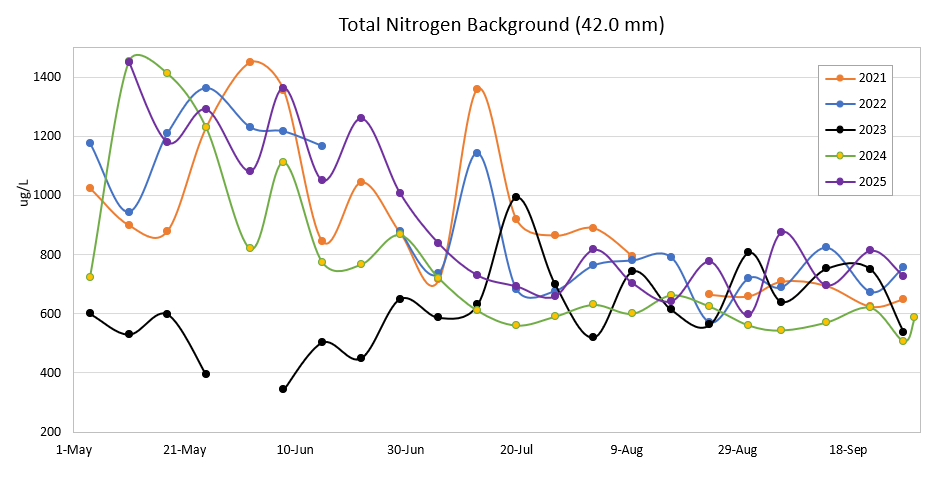 Total Nitrogen Background (42.0 mm)
1400
1200
1000
800
600
400
200
ug/L
2021
2022
2023
2024
2025
1-May
21-May
10-Jun
30-Jun
20-Jul
9-Aug
29-Aug
18-Sep